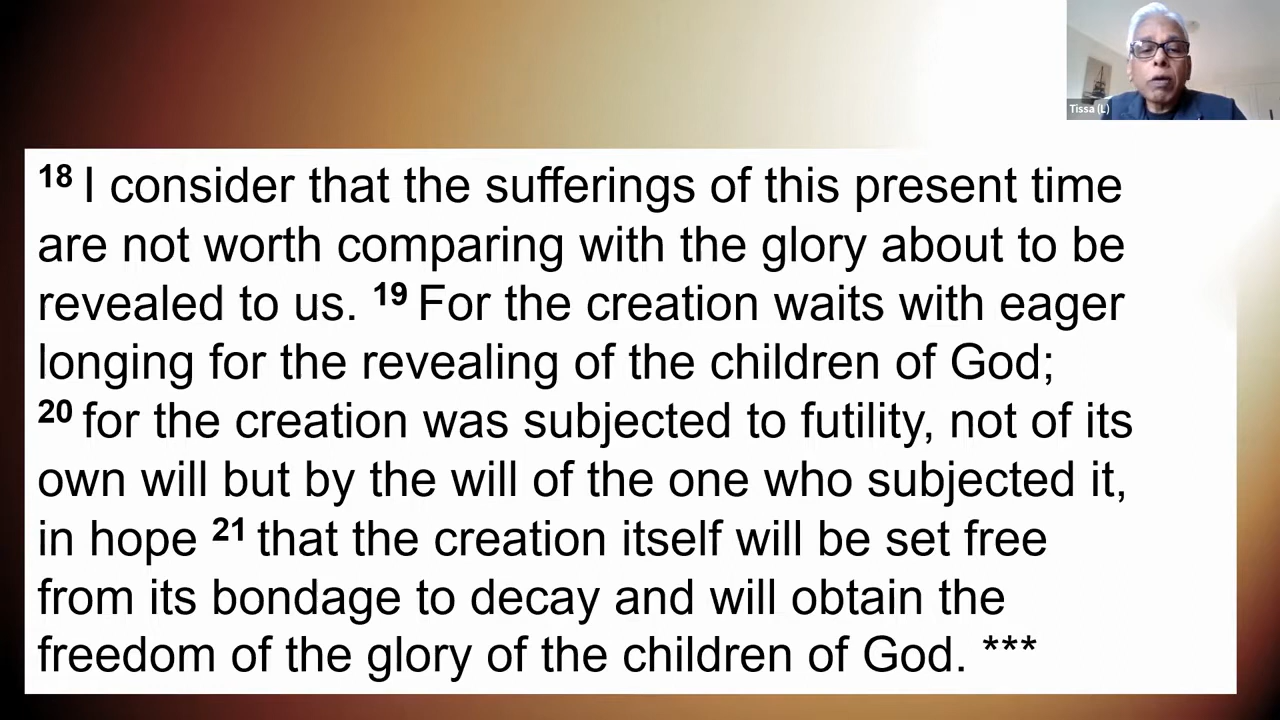 Tissa (L)
18 I consider that the sufferings of this present time
are not worth comparing with the glory about to be
revealed to us. 19 For the creation waits with eager
longing for the revealing of the children of God;
20 for the creation was subjected to futility, not of its
own will but by the will of the one who subjected it,
in hope 21 that the creation itself will be set free
from its bondage to decay and will obtain the
freedom of the glory of the children of God. ***